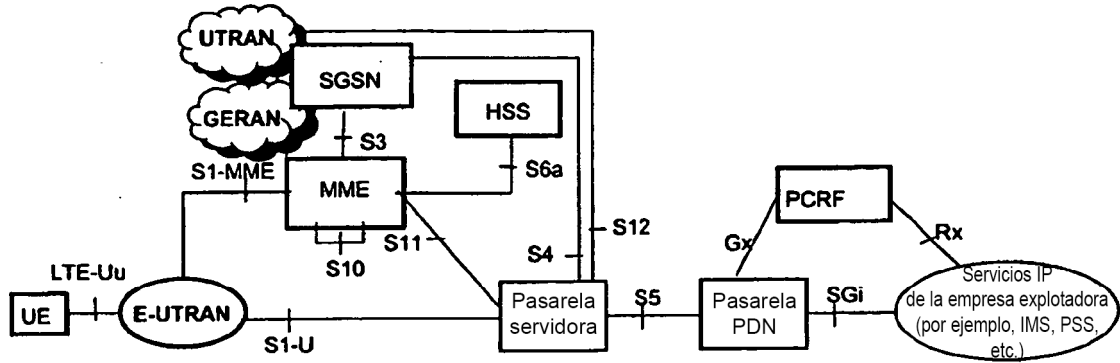 UTRAN
SGSN
GERAN
HSS
S3
S1-MME
S6a
MME
PCRF
S11
S12
Gx
Rx
S10
S4
LTE-Uu
Servicios IP
de la empresa explotadora
(por ejemplo, IMS, PSS,
etc.)
UE
E-UTRAN
Pasarela
servidora
S5
Pasarela
PDN
SGi
S1-U